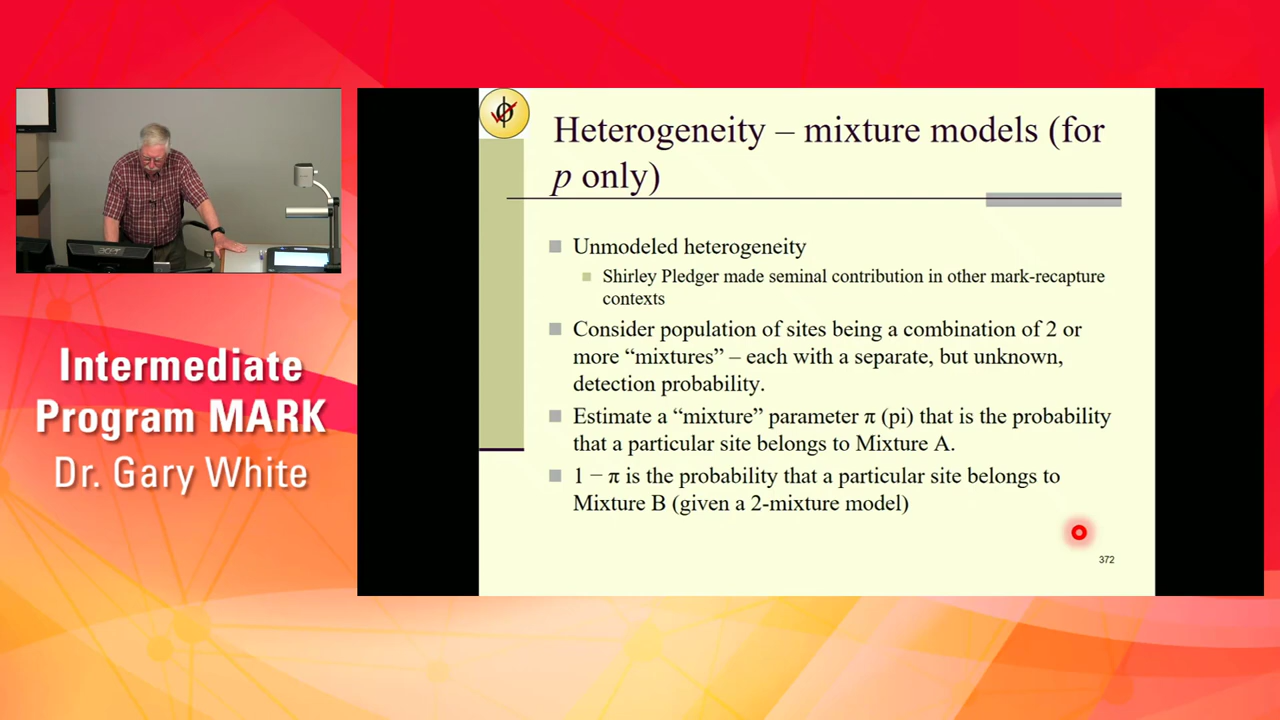 Heterogeneity – mixture models (for
p only)
Unmodeled heterogeneity
Shirley Pledger made seminal contribution in other mark-recapture
contexts
Consider population of sites being a combination of 2 or
more “mixtures” – each with a separate, but unknown,
detection probability.
Estimate a “mixture” parameter π (pi) that is the probability
that a particular site belongs to Mixture A.
1 − π is the probability that a particular site belongs to
Mixture B (given a 2-mixture model)
372
Intermediate
Program MARK
Dr. Gary White